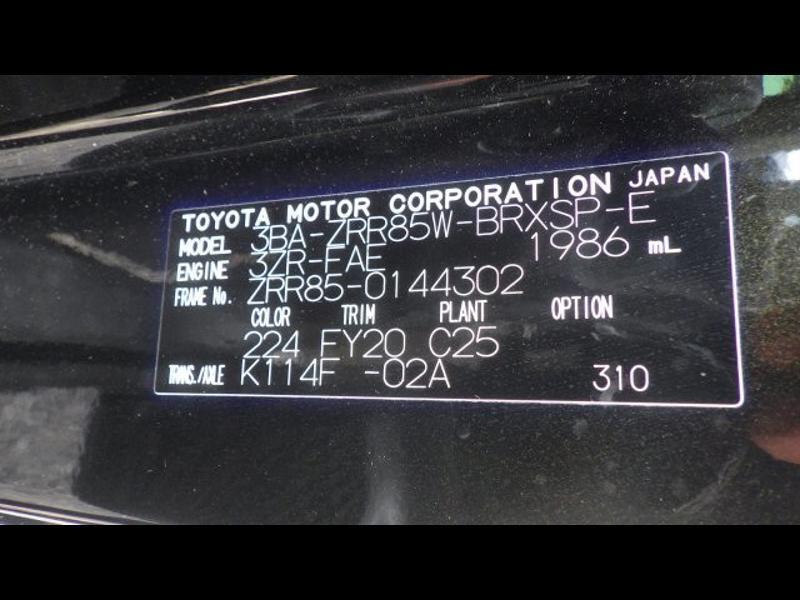 TOYOTA MOTOR CORPORATION JAPAN
MODEL 3BA-ZRR85W-BRXSP-E
ENGINE 3ZR-FAE 1986 mL
FRAME No. ZRR85-0144302
COLOR TRIM PLANT OPTION
224 FY20 C25
TRANS./AXLE K114F -02A 310